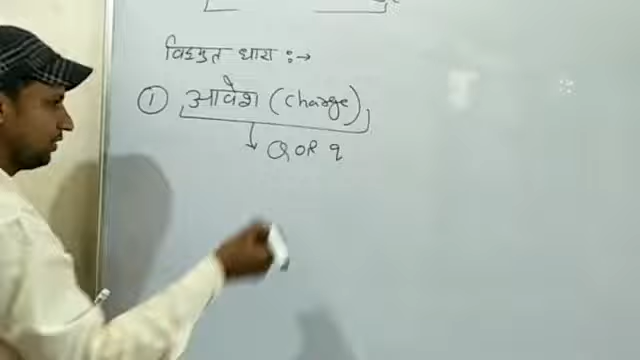 विद्युत धारा :→
① आवेश (Charge)
Q OR q